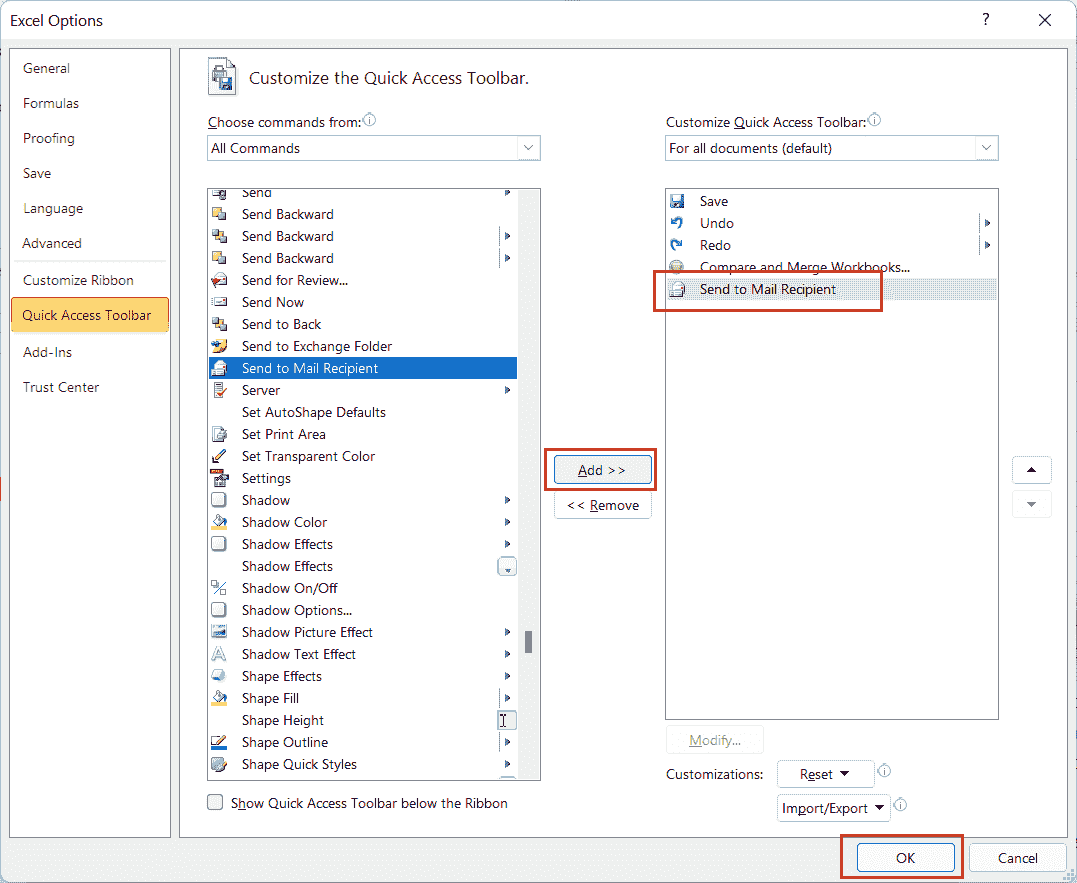 Excel Options
?
General
Formulas
Proofing
Save
Language
Advanced
Customize Ribbon
Quick Access Toolbar
Add-Ins
Trust Center
Customize the Quick Access Toolbar.
Choose commands from:
All Commands
Send
Send Backward
Send Backward
Send Backward
Send for Review...
Send Now
Send to Back
Send to Exchange Folder
Send to Mail Recipient
Server
Set AutoShape Defaults
Set Print Area
Set Transparent Color
Settings
Shadow
Shadow Color
Shadow Effects
Shadow Effects
Shadow On/Off
Shadow Options...
Shadow Picture Effect
Shadow Text Effect
Shape Effects
Shape Fill
Shape Height
Shape Outline
Shape Quick Styles
Show Quick Access Toolbar below the Ribbon
Add >>
<< Remove
Customize Quick Access Toolbar:
For all documents (default)
Save
Undo
Redo
Compare and Merge Workbooks...
Send to Mail Recipient
Modify...
Customizations:
Reset
Import/Export
OK
Cancel